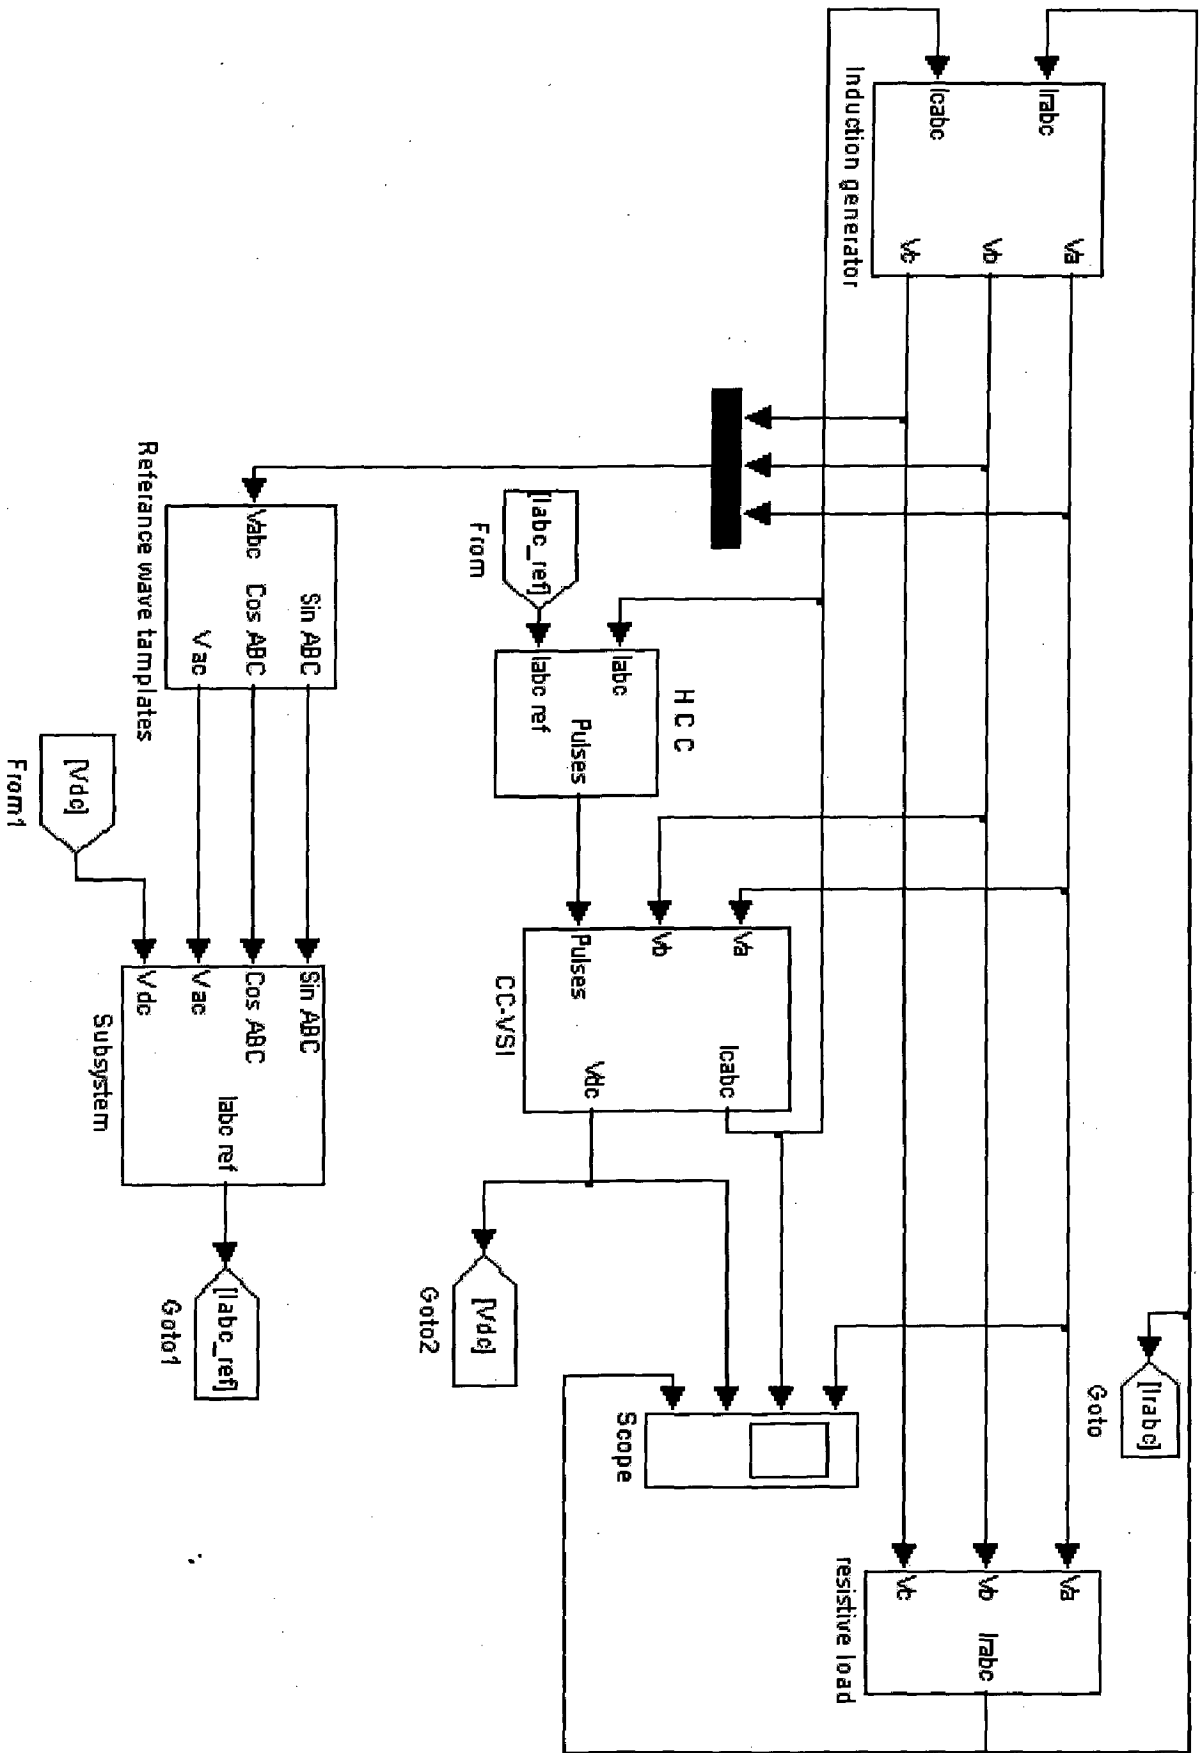 Irabc
Icabc
Va
Vb
Vc
Induction generator
[Irabc]
Goto
Va
Vb
Vc
Irabc
resistive load
Scope
H C C
Iabc
Iabc ref
Pulses
[Iabc_ref]
From
Va
Vb
Pulses
Icabc
Vdc
CC-VSI
[Vdc]
Goto2
Vabc
Sin ABC
Cos ABC
Vac
Referance wave tamplates
[Vdc]
From1
Sin ABC
Cos ABC
Vac
Vdc
Iabc ref
Subsystem
[Iabc_ref]
Goto1